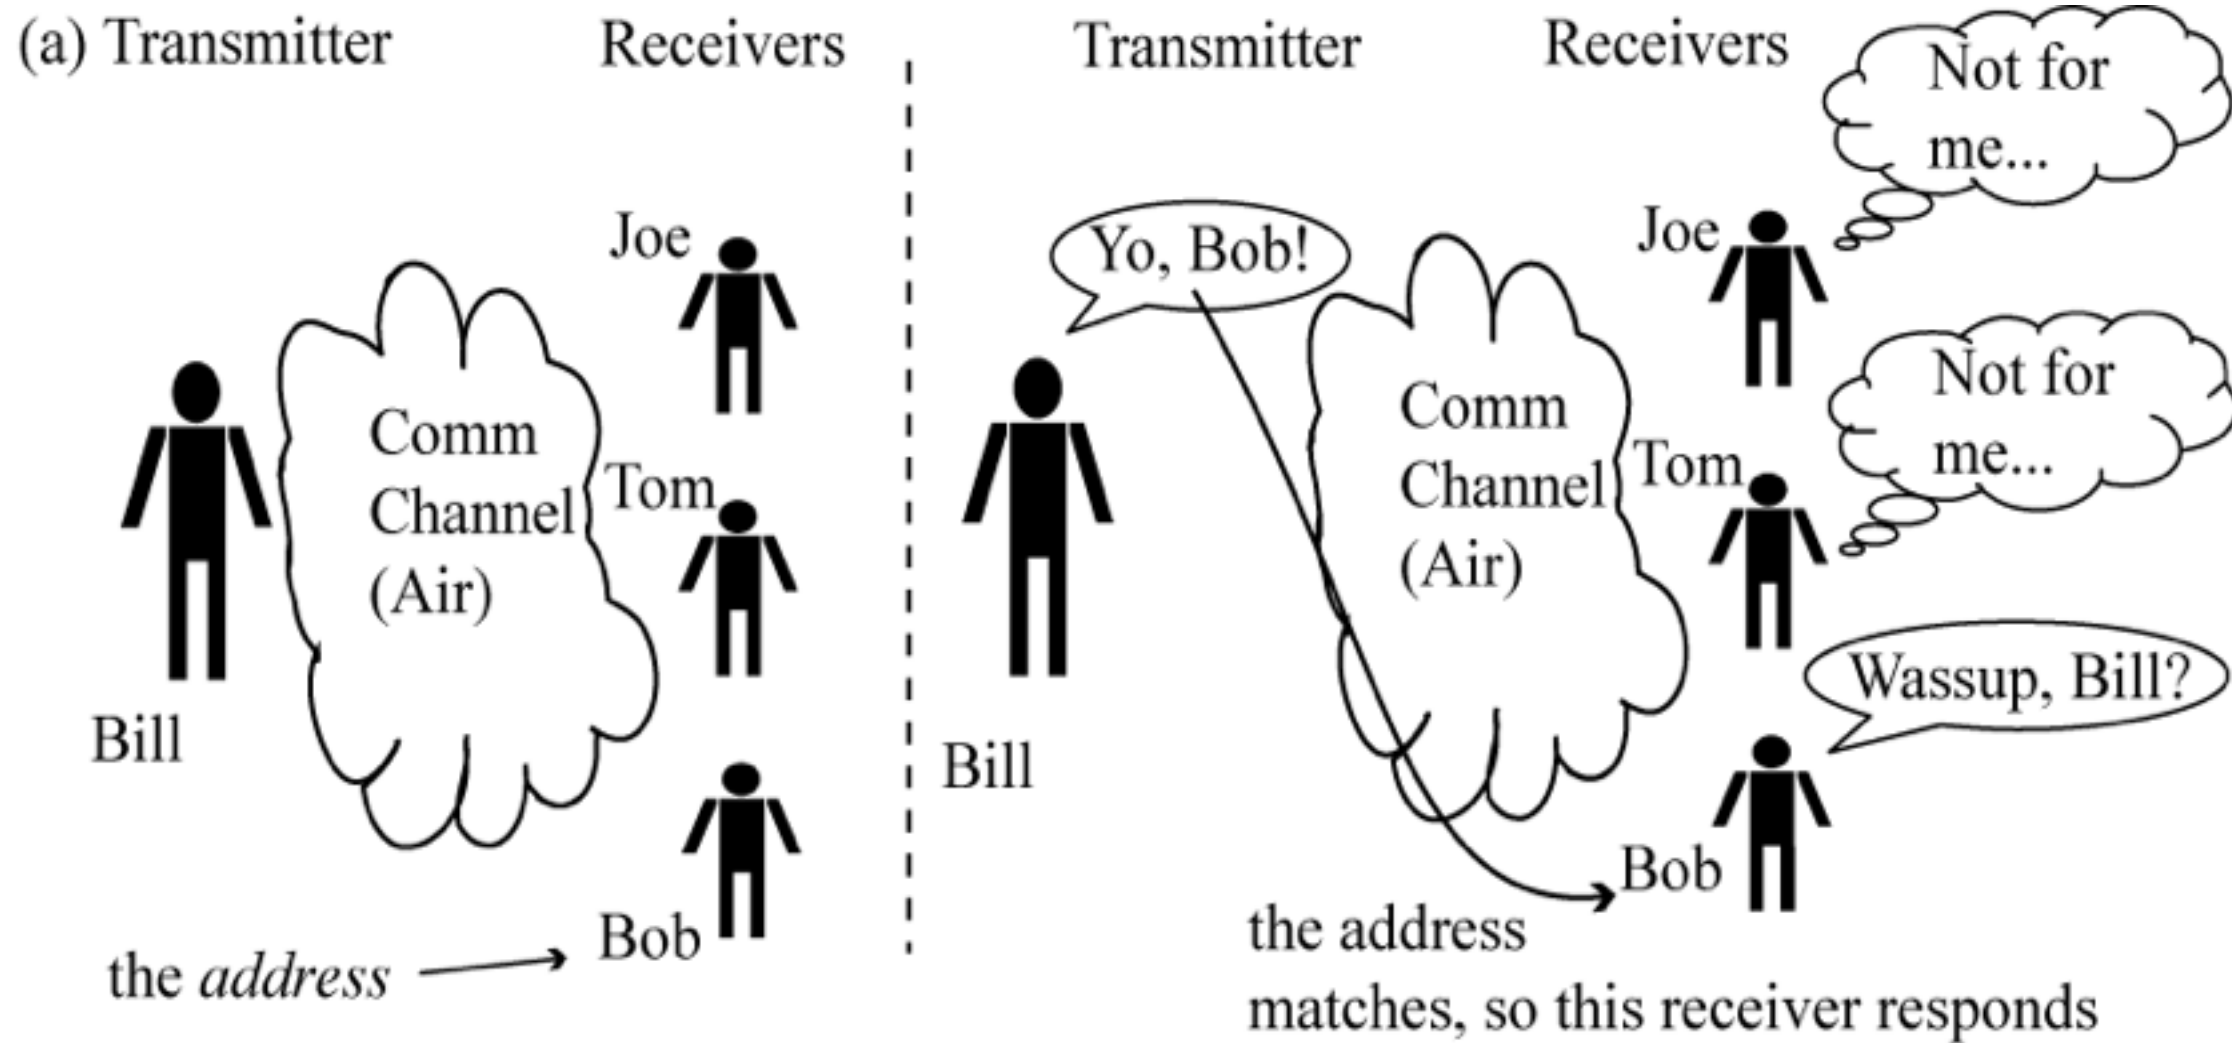 (a) Transmitter
Receivers
Joe
Comm
Channel
(Air)
Tom
Bill
Bob
the address
Transmitter
Receivers
Not for
me...
Yo, Bob!
Joe
Not for
me...
Comm
Channel
(Air)
Tom
Wassup, Bill?
Bill
Bob
the address
matches, so this receiver responds